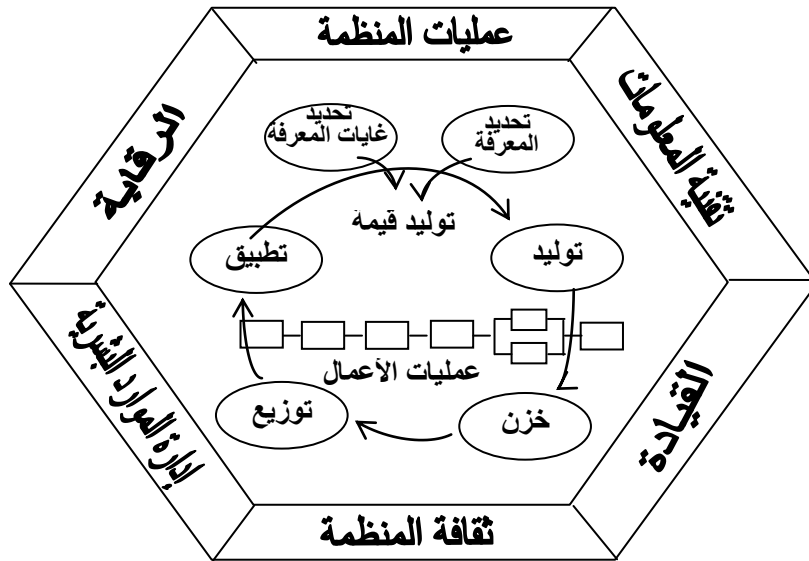 عمليات المنظمة
تقنية المعلومات
الرقابة
تحديد
المعرفة
تحديد
غايات المعرفة
توليد قيمة
توليد
تطبيق
عمليات الأعمال
خزن
توزيع
القيادة
إدارة الموارد البشرية
ثقافة المنظمة